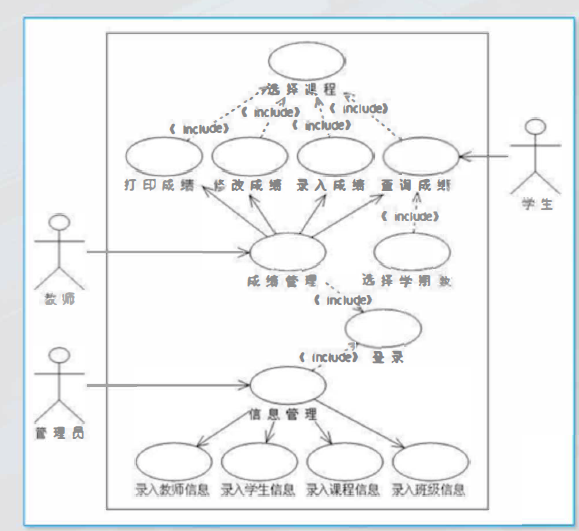 选择课程
《include》
《include》
《include》
《include》
打印成绩
修改成绩
录入成绩
查询成绩
学生
《include》
教师
成绩管理
选择学期数
《include》
《include》
登录
管理员
信息管理
录入教师信息
录入学生信息
录入课程信息
录入班级信息